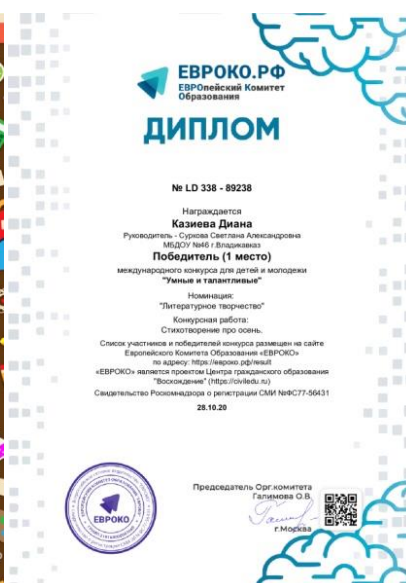 ЕВРОКО.РФ
ЕВРОпейский Комитет
Образования
ДИПЛОМ
№ LD 338 - 89238
Награждается
Казиева Диана
Руководитель - Суркова Светлана Александровна
МБДОУ №46 г.Владикавказ
Победитель (1 место)
международного конкурса для детей и молодежи
"Умные и талантливые"
Номинация:
"Литературное творчество"
Конкурсная работа:
Стихотворение про осень.
Список участников и победителей конкурса размещен на сайте
Европейского Комитета Образования «ЕВРОКО»
по адресу: https://евроко.рф/result
«ЕВРОКО» является проектом Центра гражданского образования
"Восхождение" (https://civiledu.ru)
Свидетельство Роскомнадзора о регистрации СМИ №ФС77-56431
28.10.20
Председатель Орг.комитета
Галимова О.В.
г.Москва
ЕВРОКО